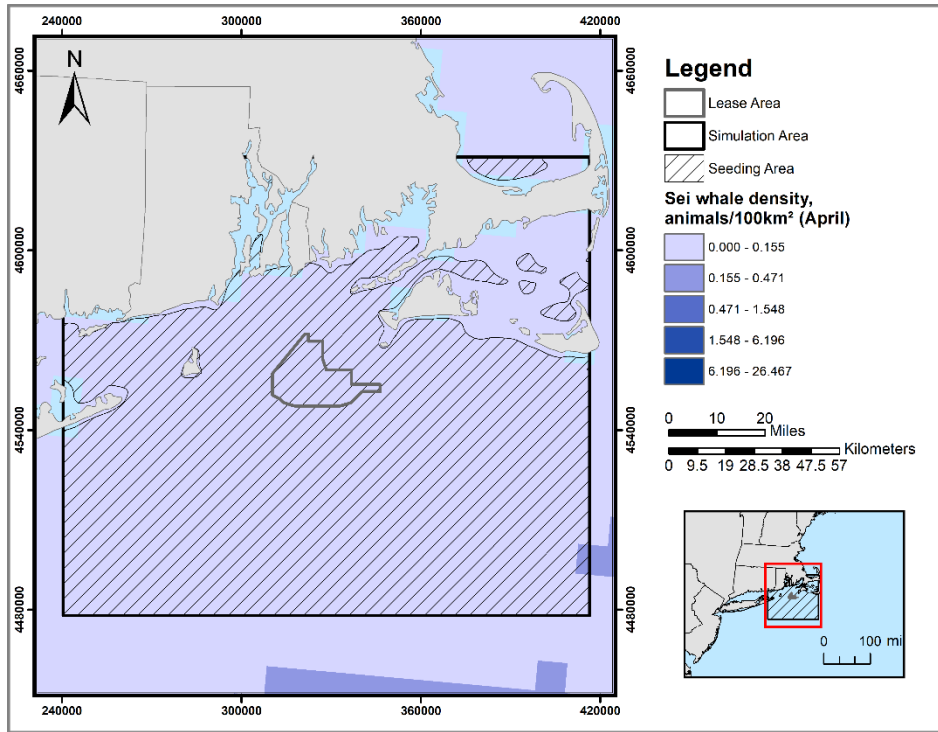 240000 300000 360000 420000
N
4660000 4660000
4600000 4600000
4540000 4540000
4480000 4480000
240000 300000 360000 420000
Legend
Lease Area
Simulation Area
Seeding Area
Sei whale density,
animals/100km² (April)
0.000 - 0.155
0.155 - 0.471
0.471 - 1.548
1.548 - 6.196
6.196 - 26.467
0 10 20
Miles
Kilometers
0 9.5 19 28.5 38 47.5 57
0 100 mi